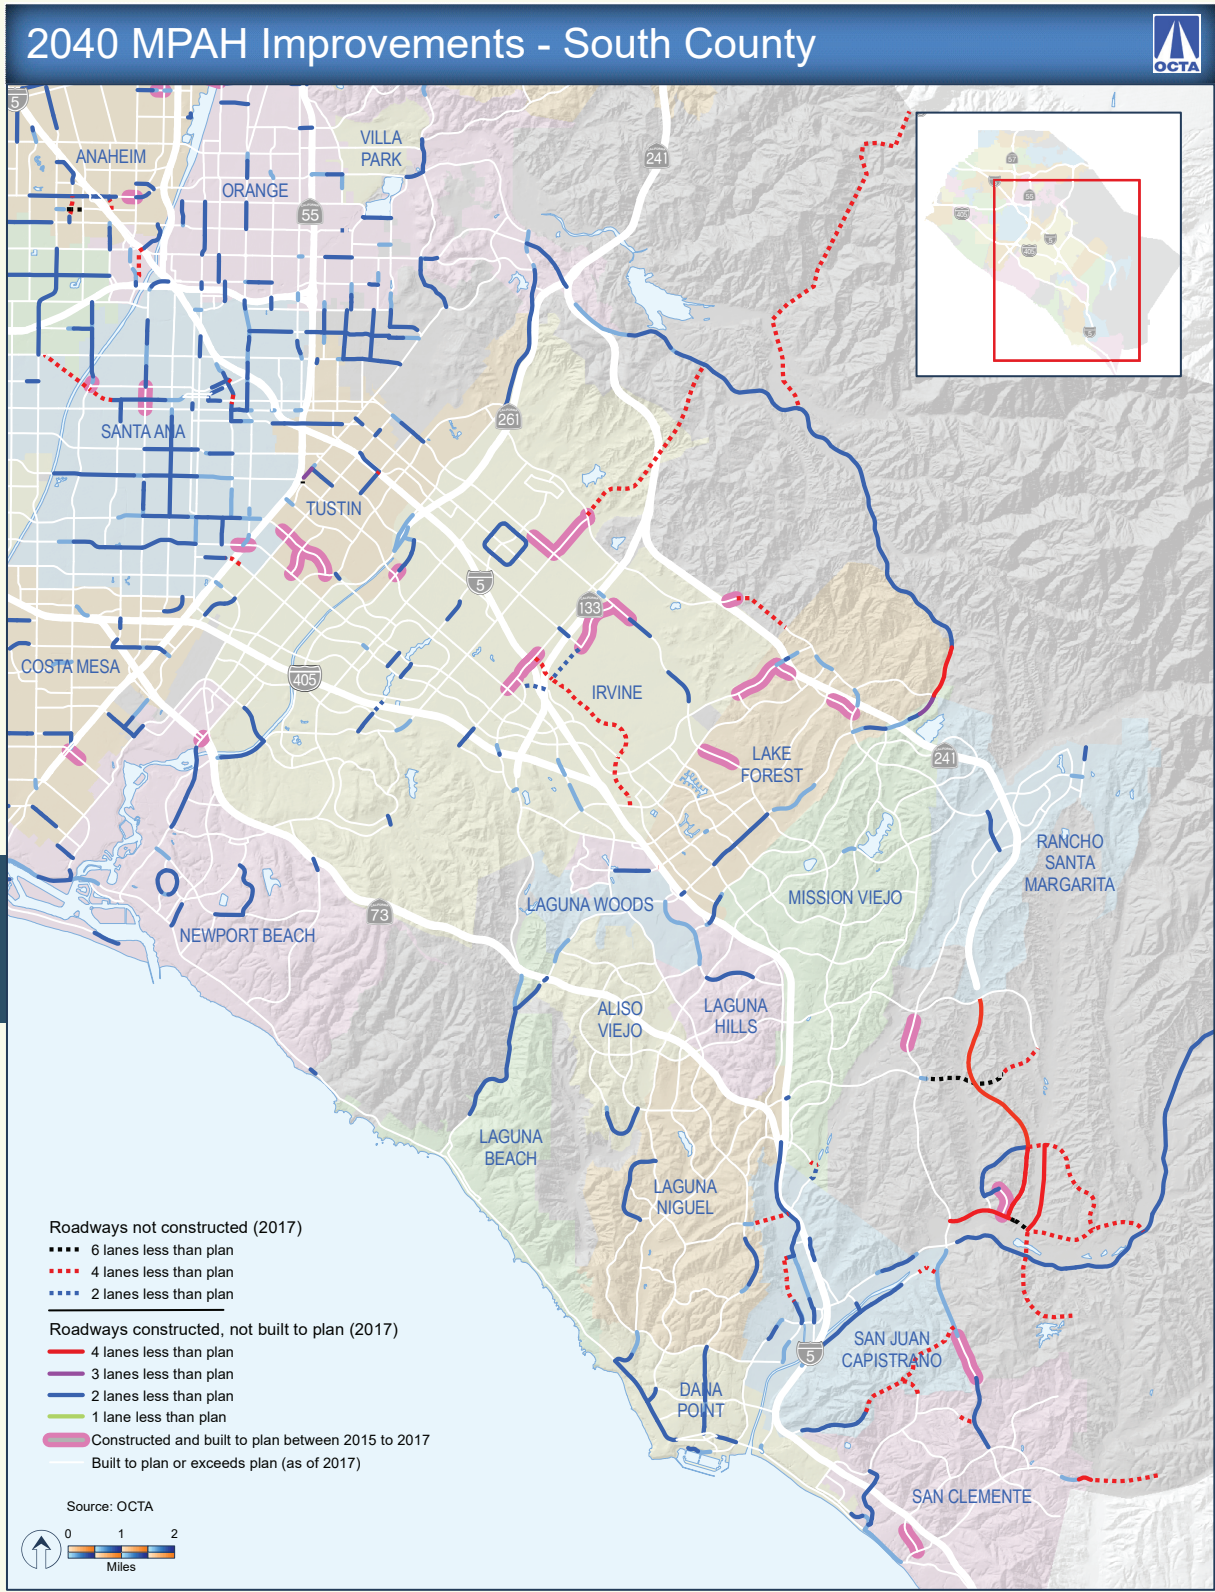 2040 MPAH Improvements - South County
OCTA
5
ANAHEIM
VILLA
PARK
241
ORANGE
55
SANTA ANA
261
TUSTIN
5
133
COSTA MESA
405
IRVINE
LAKE
FOREST
241
RANCHO
SANTA
MARGARITA
MISSION VIEJO
LAGUNA WOODS
73
NEWPORT BEACH
ALISO
VIEJO
LAGUNA
HILLS
LAGUNA
BEACH
LAGUNA
NIGUEL
SAN JUAN
CAPISTRANO
5
DANA
POINT
SAN CLEMENTE
Roadways not constructed (2017)
6 lanes less than plan
4 lanes less than plan
2 lanes less than plan
Roadways constructed, not built to plan (2017)
4 lanes less than plan
3 lanes less than plan
2 lanes less than plan
1 lane less than plan
Constructed and built to plan between 2015 to 2017
Built to plan or exceeds plan (as of 2017)
Source: OCTA
0 1 2
Miles